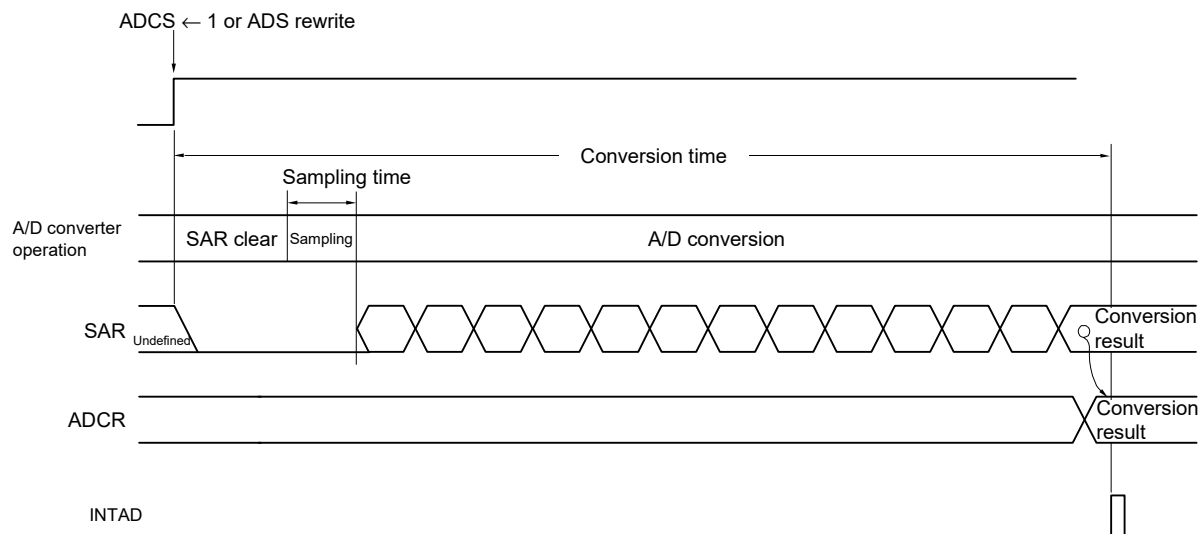 ADCS ← 1 or ADS rewrite
Conversion time
Sampling time
A/D converter
operation
SAR clear
Sampling
A/D conversion
SAR
Undefined
Conversion
result
ADCR
Conversion
result
INTAD